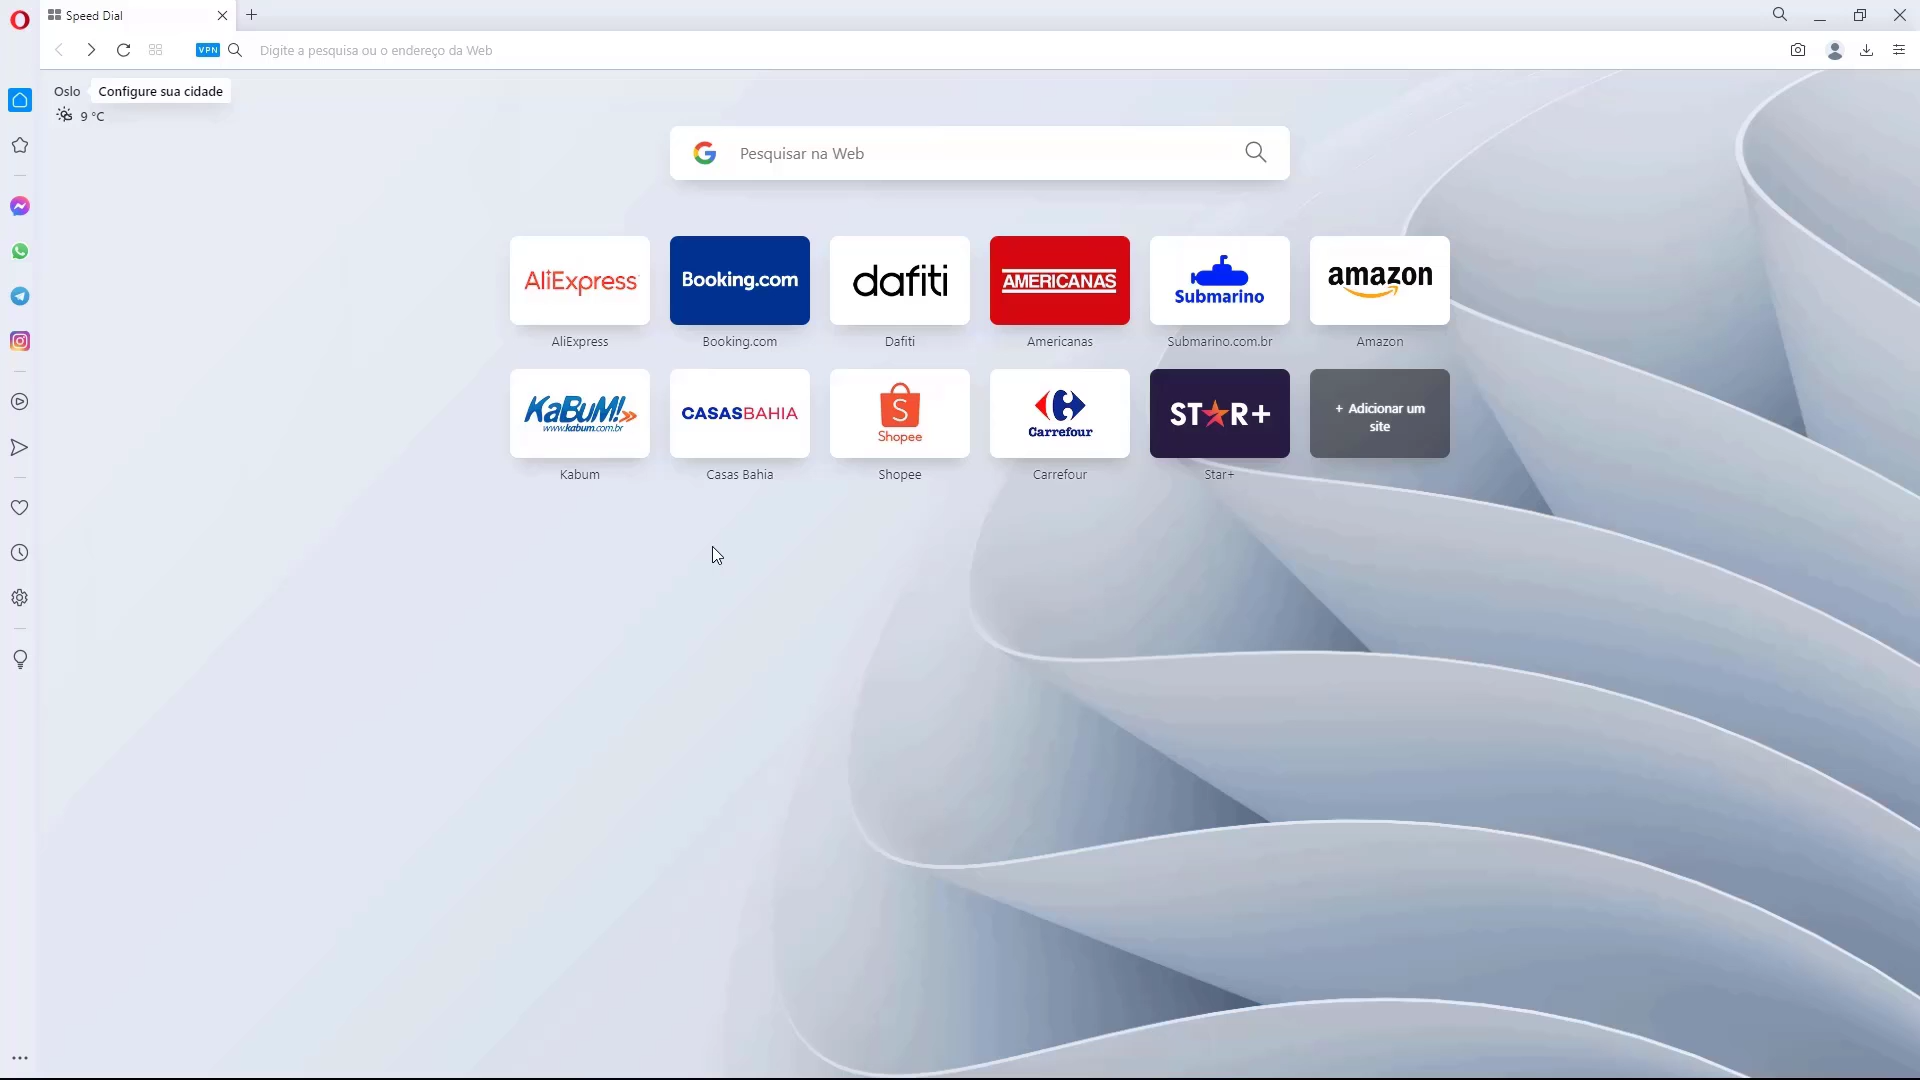 Speed Dial
VPN
Digite a pesquisa ou o endereço da Web
Oslo
Configure sua cidade
9 °C
Pesquisar na Web
AliExpress
Booking.com
dafiti
AMERICANAS
Submarino
amazon
AliExpress
Booking.com
Dafiti
Americanas
Submarino.com.br
Amazon
KaBuM!
www.kabum.com.br
CASASBAHIA
S
Shopee
Carrefour
ST★R+
+ Adicionar um
site
Kabum
Casas Bahia
Shopee
Carrefour
Star+